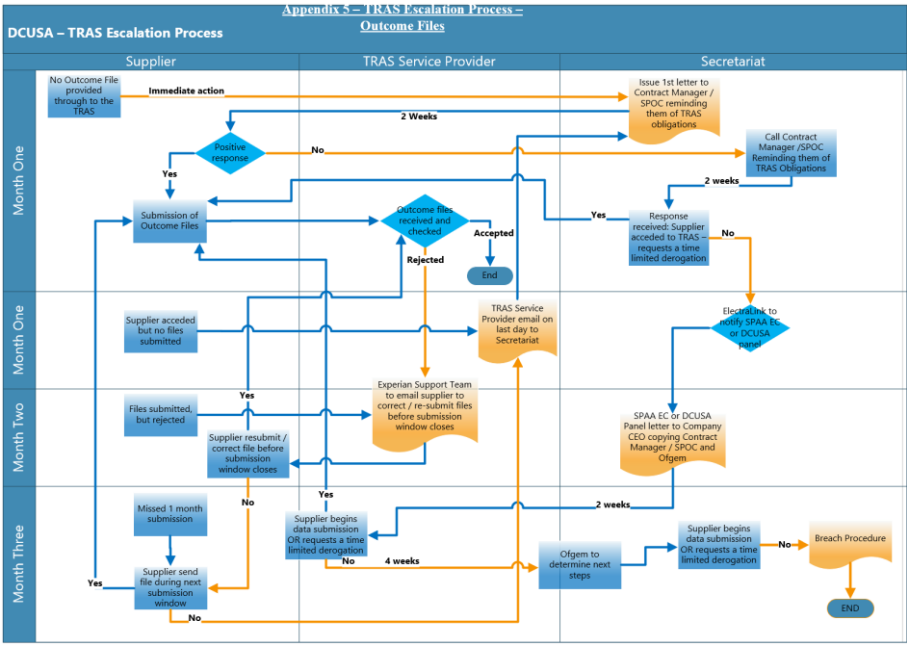 Appendix 5 – TRAS Escalation Process –
Outcome Files
DCUSA – TRAS Escalation Process
Supplier
TRAS Service Provider
Secretariat
Month One
No Outcome File
provided
through to the
TRAS
Immediate action
Issue 1st letter to
Contract Manager /
SPOC reminding
them of TRAS
obligations
2 Weeks
Positive
response
No
Call Contract
Manager /SPOC
Reminding them of
TRAS Obligations
Yes
2 weeks
Submission of
Outcome Files
Outcome files
received and
checked
Accepted
End
Rejected
Yes
Response
received: Supplier
acceded to TRAS –
requests a time
limited derogation
No
Month One
Supplier acceded
but no files
submitted
TRAS Service
Provider email on
last day to
Secretariat
ElectraLink to
notify SPAA EC
or DCUSA
panel
Month Two
Yes
Files submitted,
but rejected
Experian Support Team
to email supplier to
correct / re-submit files
before submission
window closes
SPAA EC or DCUSA
Panel letter to Company
CEO copying Contract
Manager / SPOC and
Ofgem
Supplier resubmit /
correct file before
submission
window closes
Month Three
No
Yes
2 weeks
Missed 1 month
submission
Supplier begins
data submission
OR requests a time
limited derogation
No
4 weeks
Ofgem to
determine next
steps
Supplier begins
data submission
OR requests a time
limited derogation
No
Breach Procedure
END
Yes
Supplier send
file during next
submission
window
No